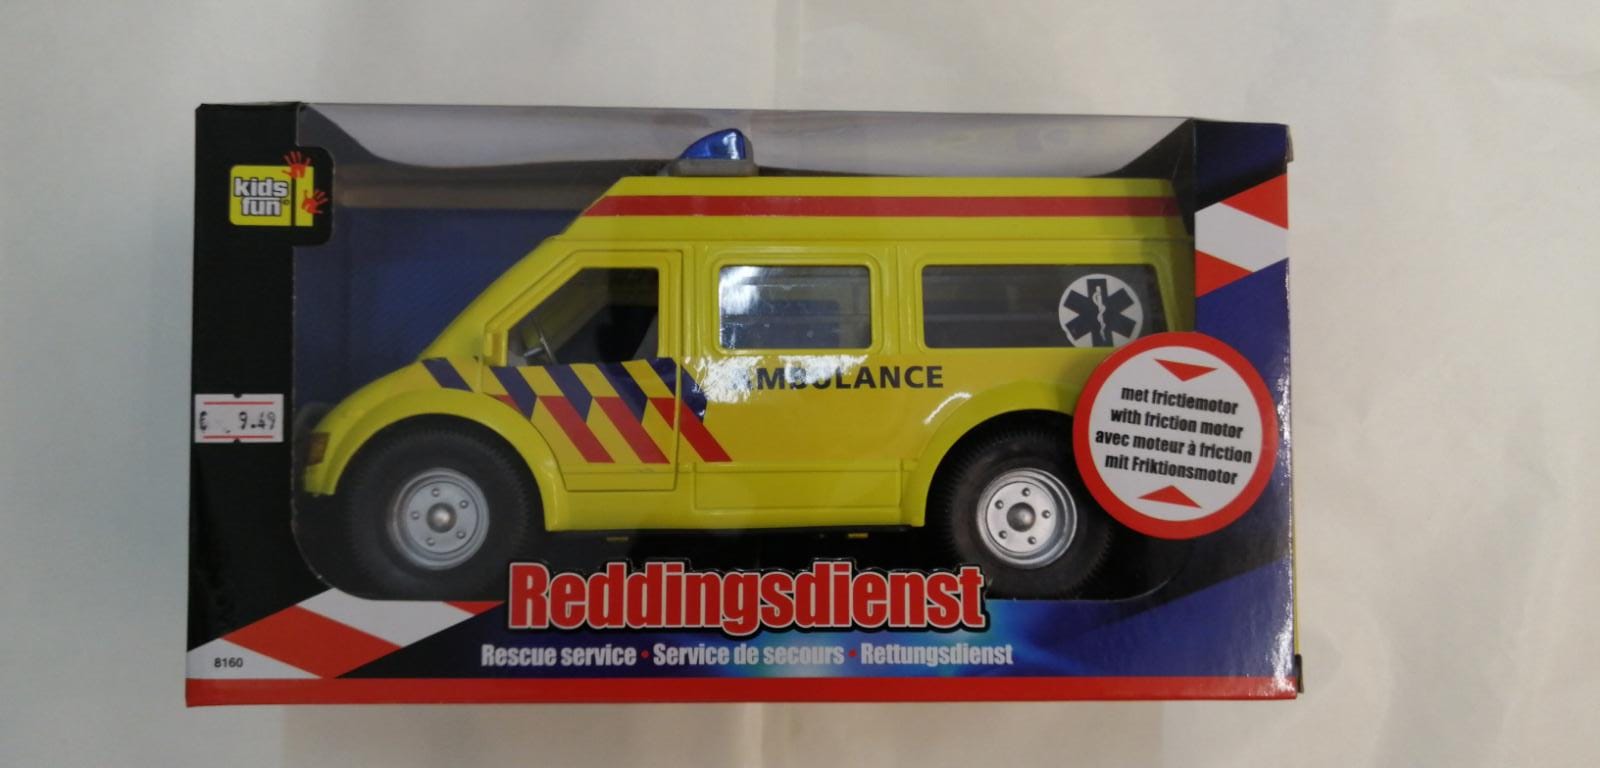 kids
fun
AMBULANCE
met frictiemotor
with friction motor
avec moteur à friction
mit Friktionsmotor
€ 9.49
Reddingsdienst
Rescue service • Service de secours • Rettungsdienst
8160